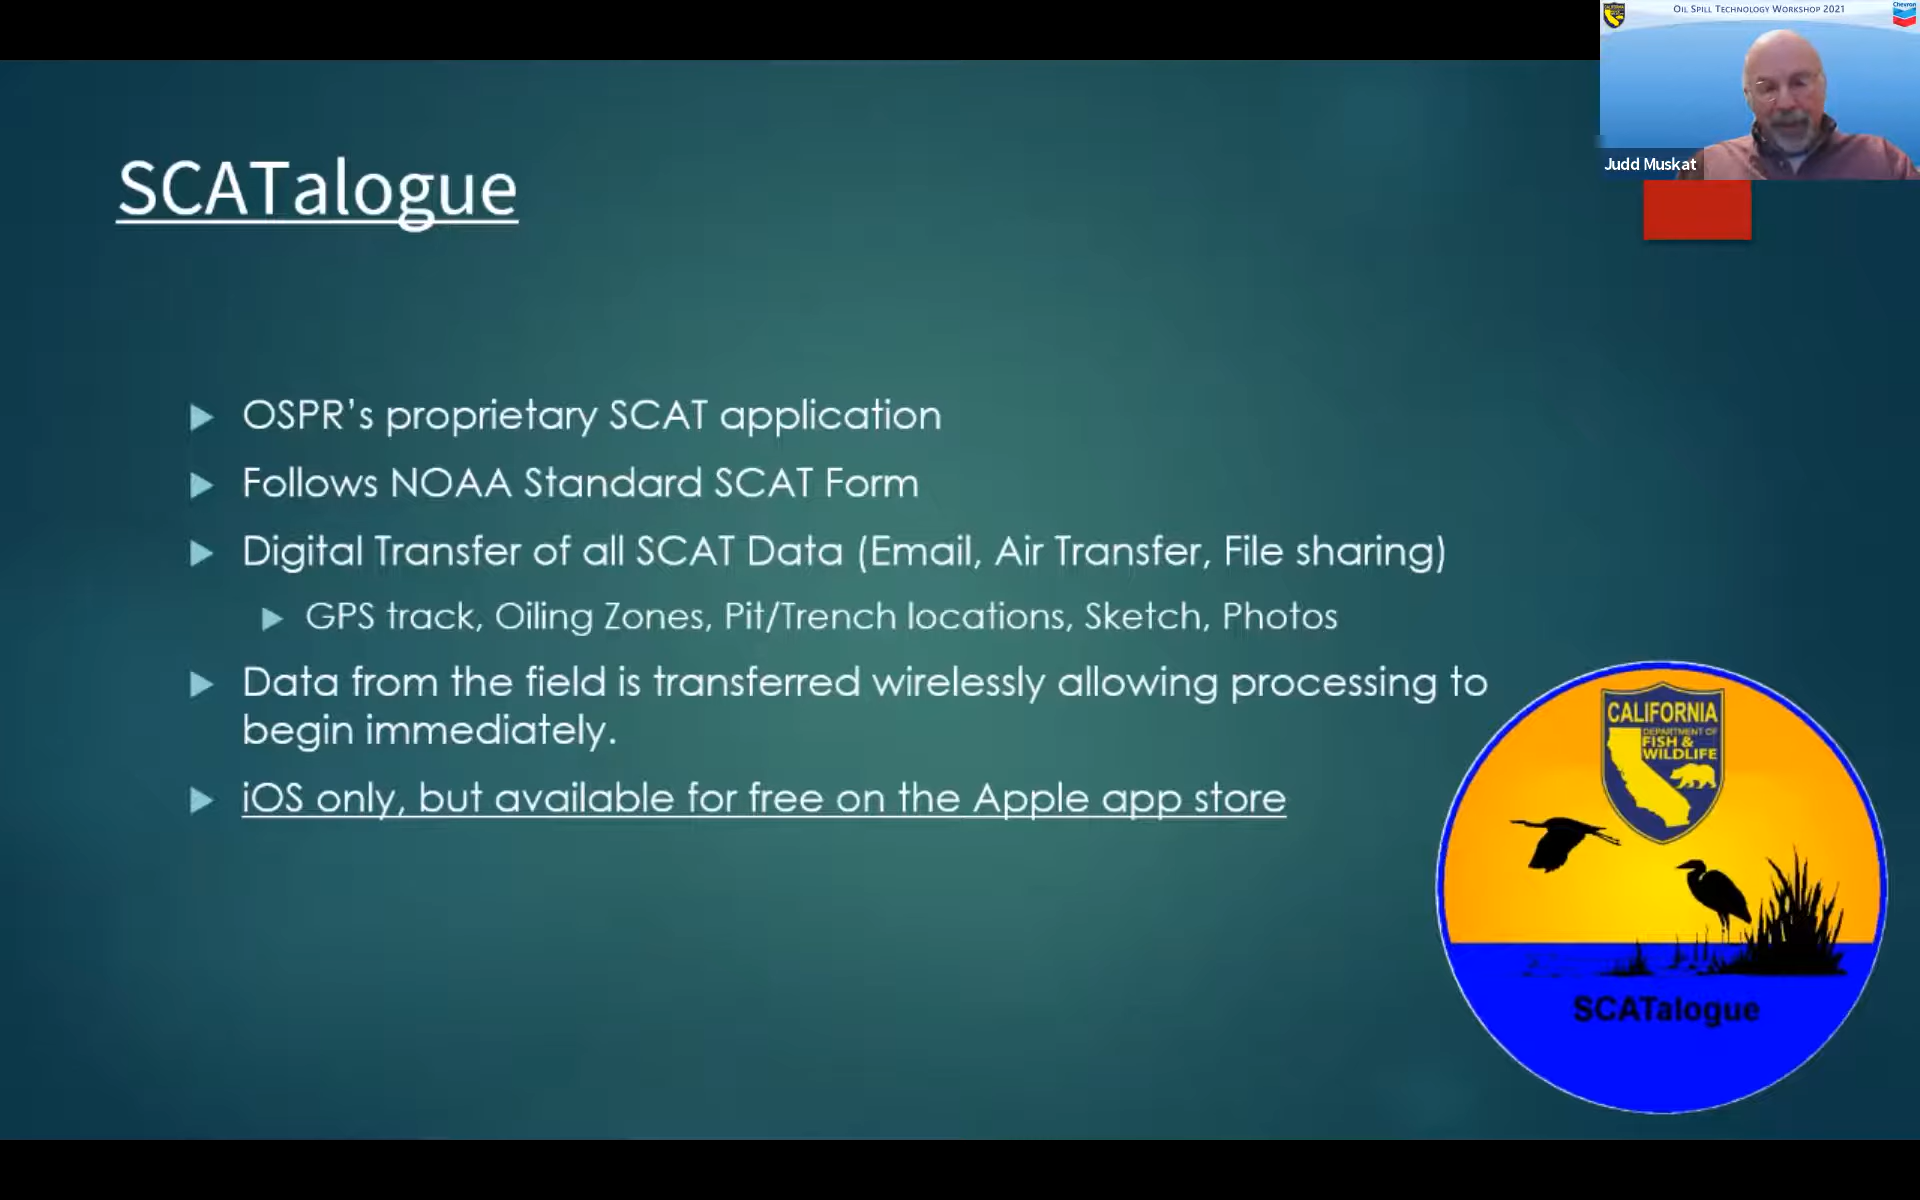 OIL SPILL TECHNOLOGY WORKSHOP 2021
Chevron
Judd Muskat
SCATalogue
OSPR's proprietary SCAT application
Follows NOAA Standard SCAT Form
Digital Transfer of all SCAT Data (Email, Air Transfer, File sharing)
GPS track, Oiling Zones, Pit/Trench locations, Sketch, Photos
Data from the field is transferred wirelessly allowing processing to
begin immediately.
iOS only, but available for free on the Apple app store
CALIFORNIA
DEPARTMENT OF
FISH &
WILDLIFE
SCATalogue